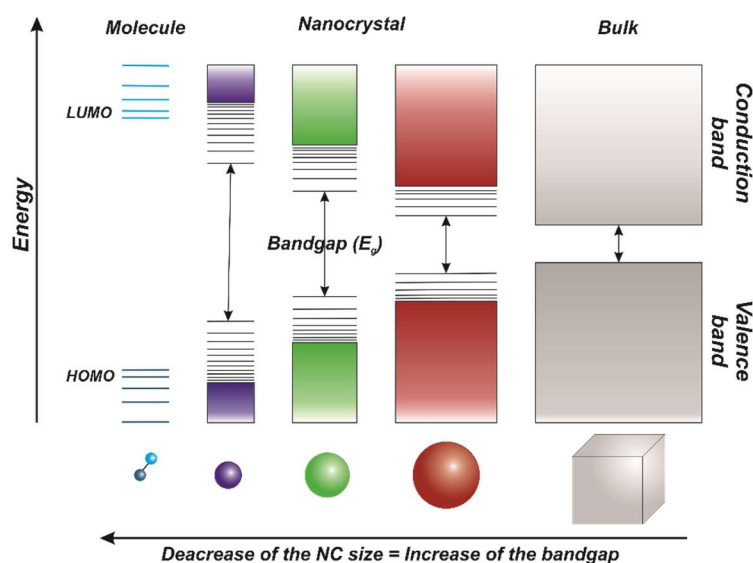 Molecule
Nanocrystal
Bulk
LUMO
Conduction
band
Energy
Bandgap (Eg)
HOMO
Valence
band
Deacrease of the NC size = Increase of the bandgap